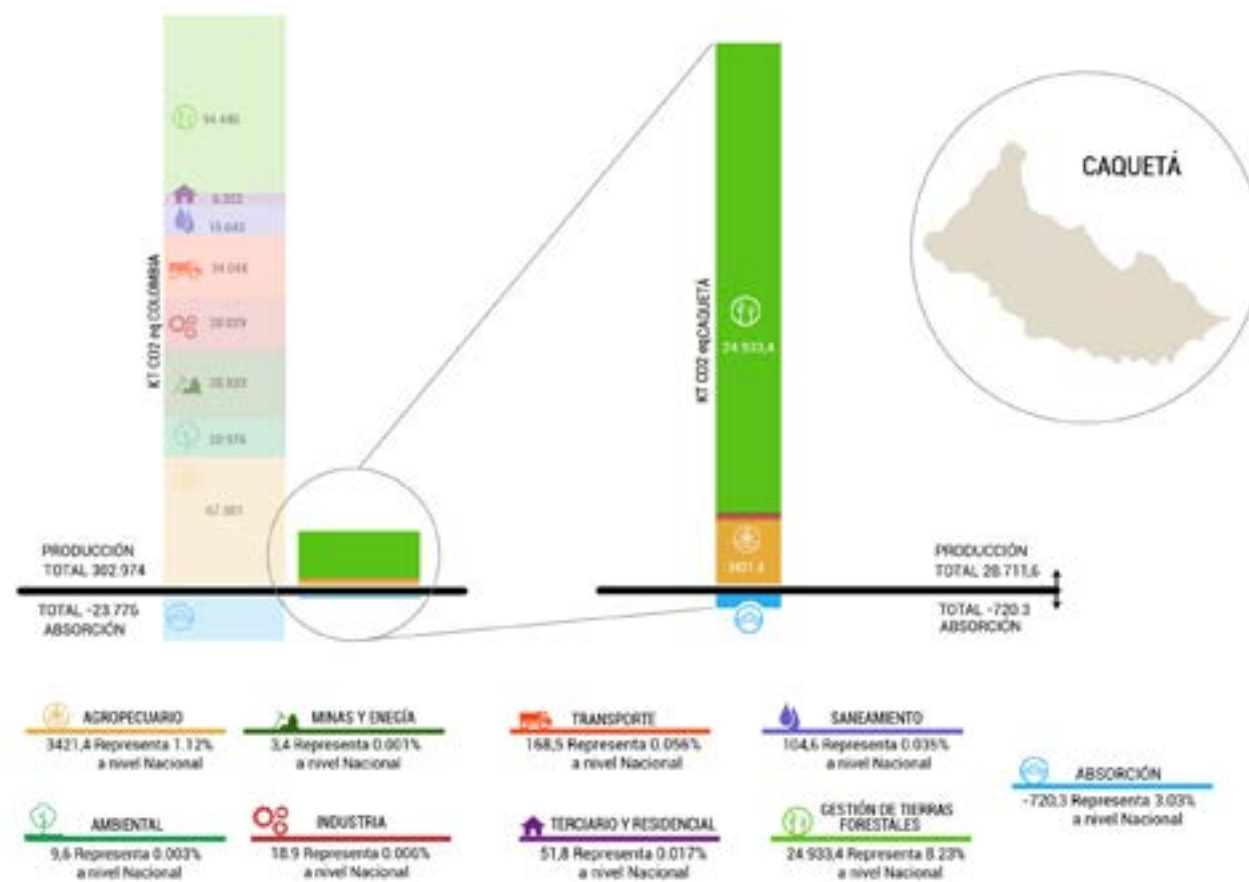 KT CO2 eq COLOMBIA
34.048
PRODUCCIÓN
TOTAL 302.974
TOTAL -23.775
ABSORCIÓN
KT CO2 eqCAQUETÁ
24.933,4
3421,4
CAQUETÁ
PRODUCCIÓN
TOTAL 28.711,6
TOTAL -720.3
ABSORCIÓN
AGROPECUARIO
3421,4 Representa 1.12%
a nivel Nacional
MINAS Y ENECÍA
3,4 Representa 0.001%
a nivel Nacional
TRANSPORTE
168,5 Representa 0.056%
a nivel Nacional
SANEAMIENTO
104,6 Representa 0.035%
a nivel Nacional
ABSORCIÓN
-720,3 Representa 3.03%
a nivel Nacional
AMBIENTAL
9,6 Representa 0.003%
a nivel Nacional
INDUSTRIA
18.9 Representa 0.006%
a nivel Nacional
TERCIARIO Y RESIDENCIAL
51,8 Representa 0.017%
a nivel Nacional
GESTIÓN DE TIERRAS
FORESTALES
24.933,4 Representa 8.23%
a nivel Nacional